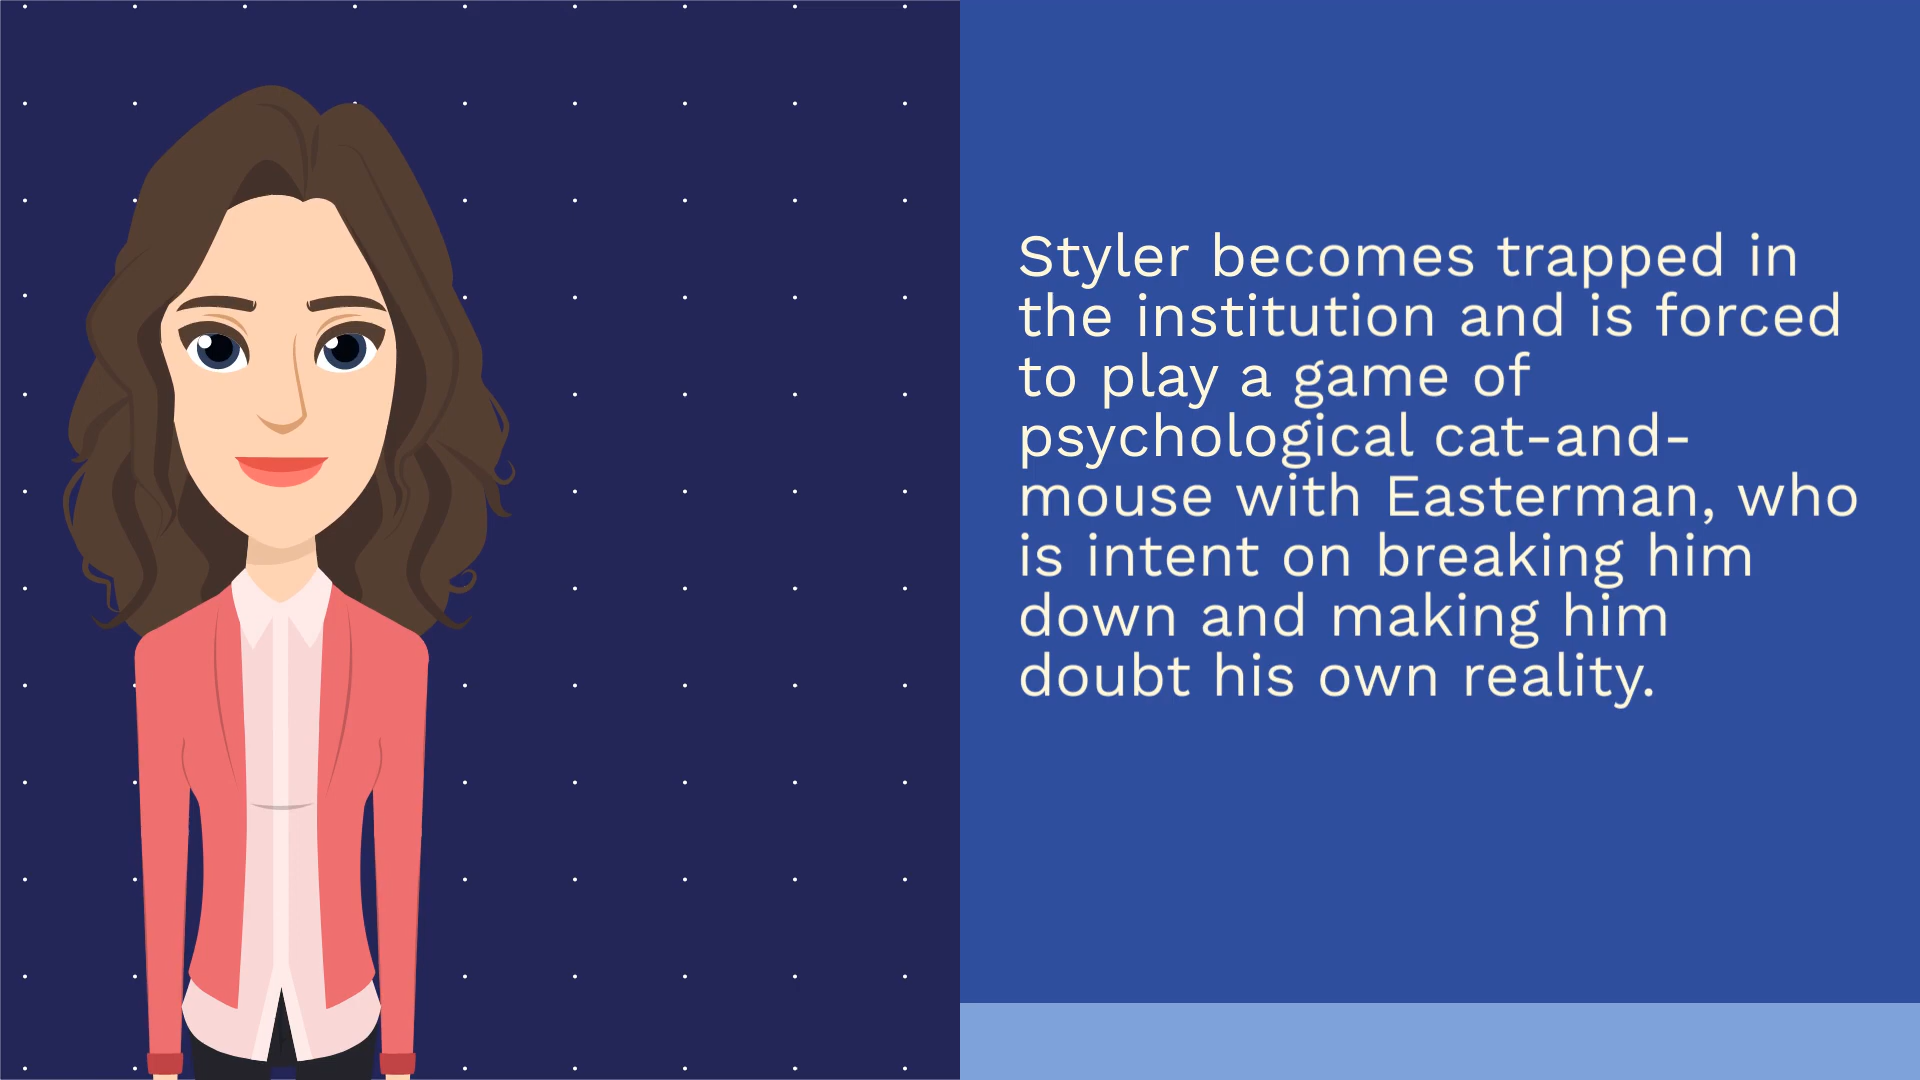 Styler becomes trapped in
the institution and is forced
to play a game of
psychological cat-and-
mouse with Easterman, who
is intent on breaking him
down and making him
doubt his own reality.